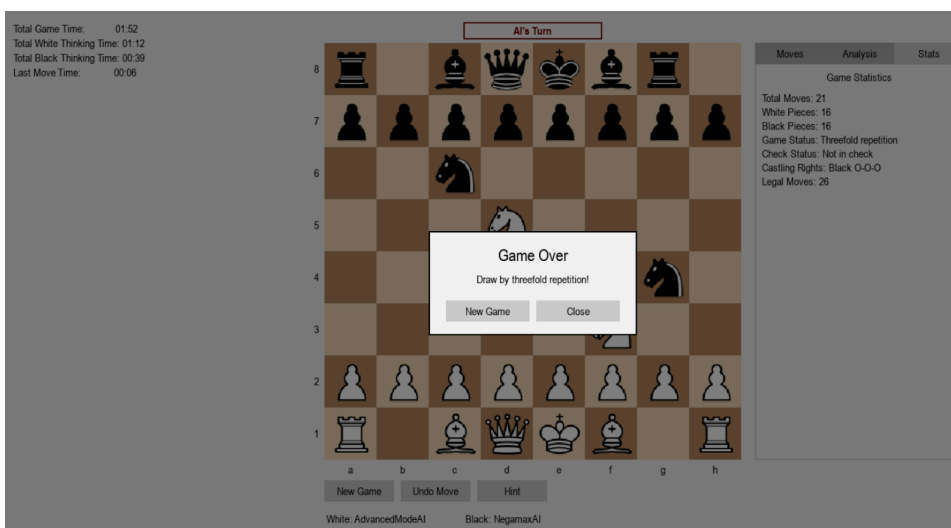 Total Game Time: 01:52
Total White Thinking Time: 01:12
Total Black Thinking Time: 00:39
Last Move Time: 00:06
AI's Turn
Moves Analysis Stats
Game Statistics
Total Moves: 21
White Pieces: 16
Black Pieces: 16
Game Status: Threefold repetition
Check Status: Not in check
Castling Rights: Black O-O-O
Legal Moves: 26
8
7
6
5
4
3
2
1
Game Over
Draw by threefold repetition!
New Game Close
a b c d e f g h
New Game Undo Move Hint
White: AdvancedModeAI Black: NegamaxAI